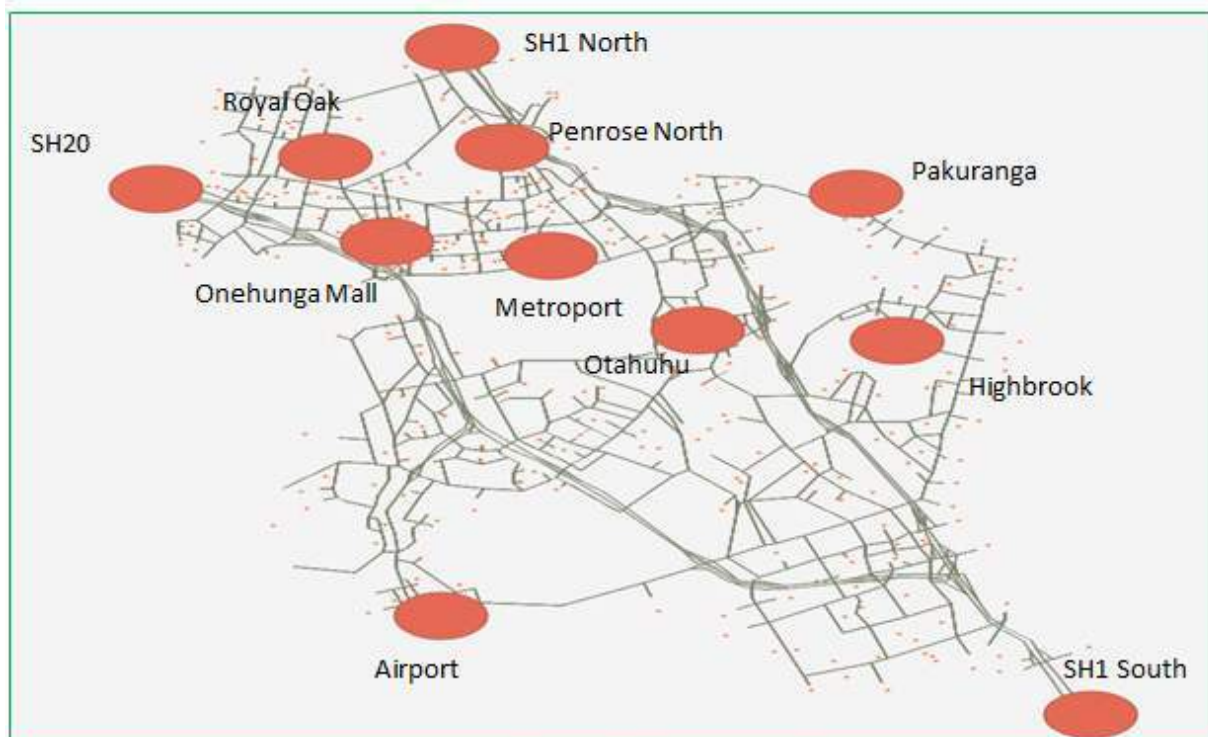 SH1 North
Royal Oak
Penrose North
SH20
Pakuranga
Onehunga Mall
Metroport
Otahuhu
Highbrook
Airport
SH1 South